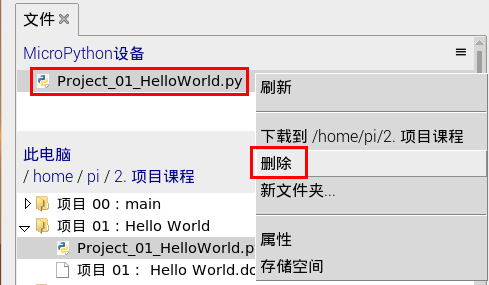 文件
MicroPython设备
Project_01_HelloWorld.py
刷新
下载到 /home/pi/2. 项目课程
删除
新文件夹...
属性
存储空间
此电脑
/ home / pi / 2. 项目课程
项目 00：main
项目 01：Hello World
Project_01_HelloWorld.p
项目 01： Hello World.dc